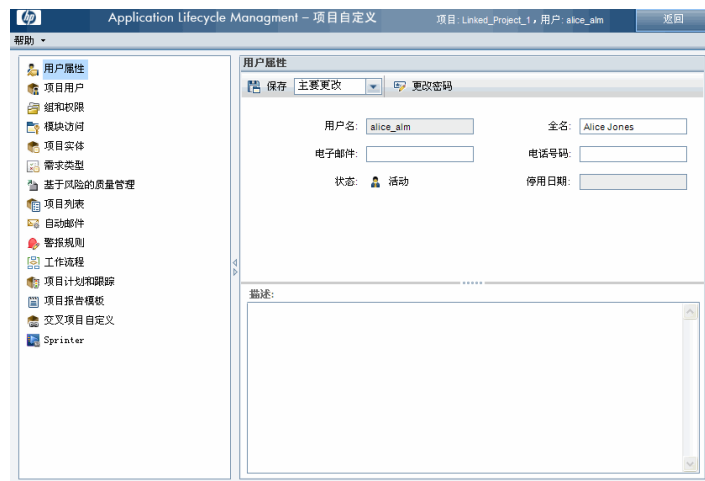 hp Application Lifecycle Managment – 项目自定义 项目: Linked_Project_1，用户: alice_alm 返回
帮助
用户属性
项目用户
组和权限
模块访问
项目实体
需求类型
基于风险的质量管理
项目列表
自动邮件
警报规则
工作流程
项目计划和跟踪
项目报告模板
交叉项目自定义
Sprinter
用户属性
保存 主要更改 更改密码
用户名: alice_alm 全名: Alice Jones
电子邮件: 电话号码:
状态: 活动 停用日期:
描述: